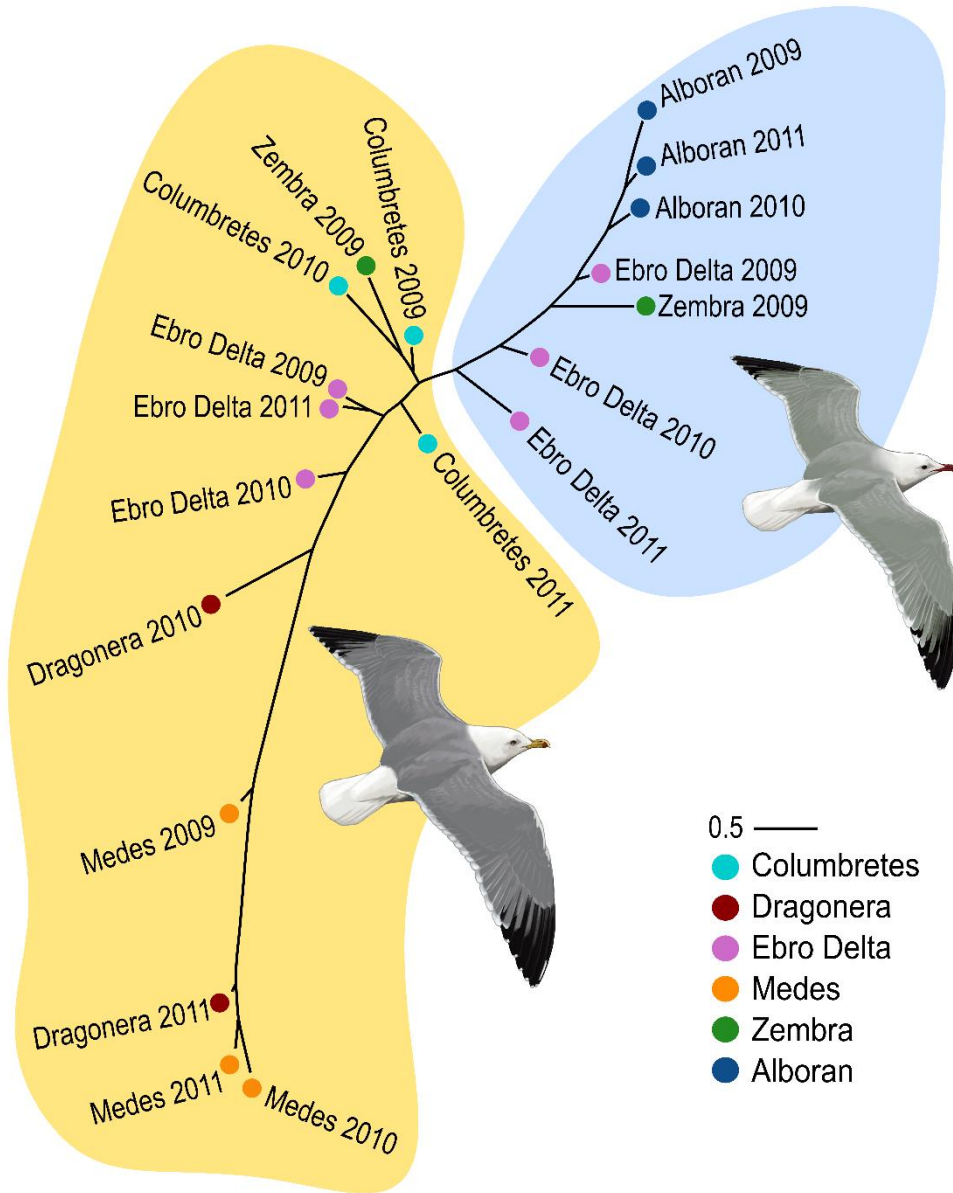 Alboran 2009
Alboran 2011
Alboran 2010
Ebro Delta 2009
Zembra 2009
Ebro Delta 2010
Ebro Delta 2011
Columbretes 2009
Zembra 2009
Columbretes 2010
Ebro Delta 2009
Ebro Delta 2011
Columbretes 2011
Ebro Delta 2010
Dragonera 2010
Medes 2009
Dragonera 2011
Medes 2011
Medes 2010
0.5
Columbretes
Dragonera
Ebro Delta
Medes
Zembra
Alboran